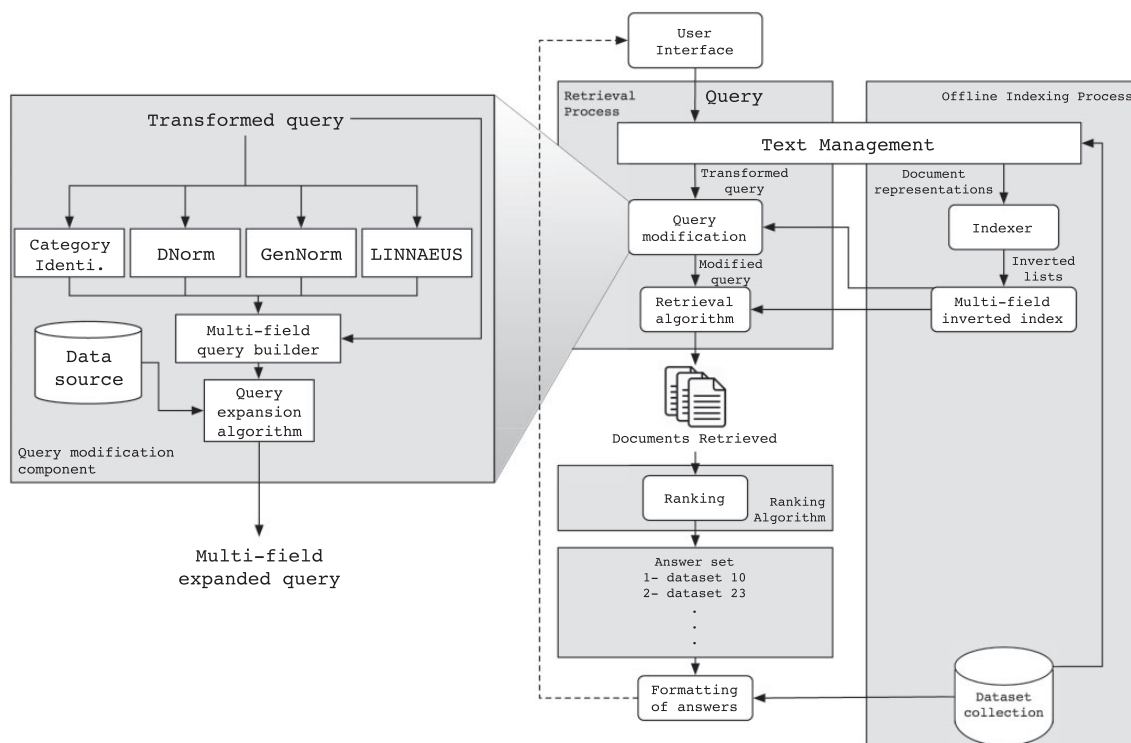 User
Interface
Retrieval
Process
Query
Offline Indexing Process
Text Management
Transformed
query
Document
representations
Query
modification
Indexer
Modified
query
Inverted
lists
Retrieval
algorithm
Multi-field
inverted index
Documents Retrieved
Ranking
Ranking
Algorithm
Answer set
1- dataset 10
2- dataset 23
.
.
.
Formatting
of answers
Dataset
collection
Transformed query
Category
Identi.
DNorm
GenNorm
LINNAEUS
Multi-field
query builder
Data
source
Query
expansion
algorithm
Query modification
component
Multi-field
expanded query